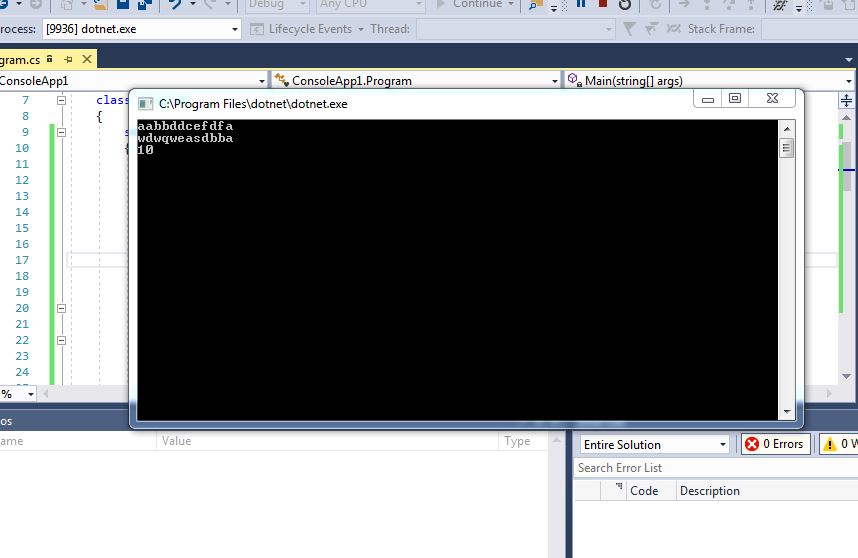 Debug
Any CPU
Continue
rocess: [9936] dotnet.exe
Lifecycle Events
Thread:
Stack Frame:
gram.cs
ConsoleApp1
ConsoleApp1.Program
Main(string[] args)
C:\Program Files\dotnet\dotnet.exe
aabbddcefdfa
wdwqweasdbba
10
7 class
8 {
9 s
10 {
11
12
13
14
15
16
17
18
19
20
21
22
23
24
%
os
ame
Value
Type
Entire Solution
0 Errors
0 W
Search Error List
Code
Description